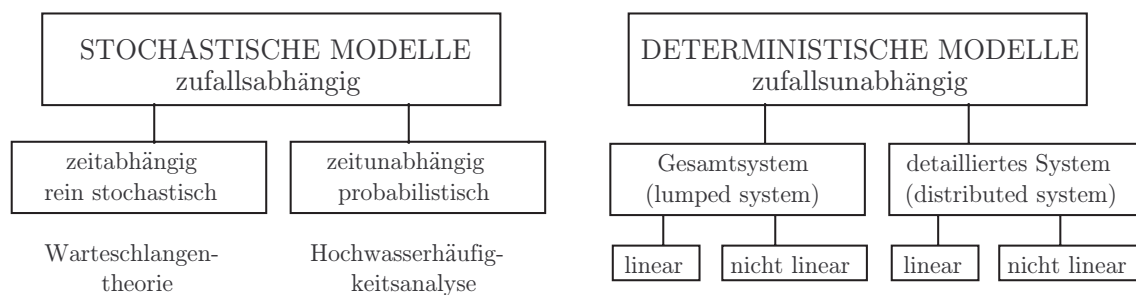 STOCHASTISCHE MODELLE
zufallsabhängig
zeitabhängig
rein stochastisch
zeitunabhängig
probabilistisch
Warteschlangen-
theorie
Hochwasserhäufig-
keitsanalyse
DETERMINISTISCHE MODELLE
zufallsunabhängig
Gesamtsystem
(lumped system)
detailliertes System
(distributed system)
linear
nicht linear
linear
nicht linear